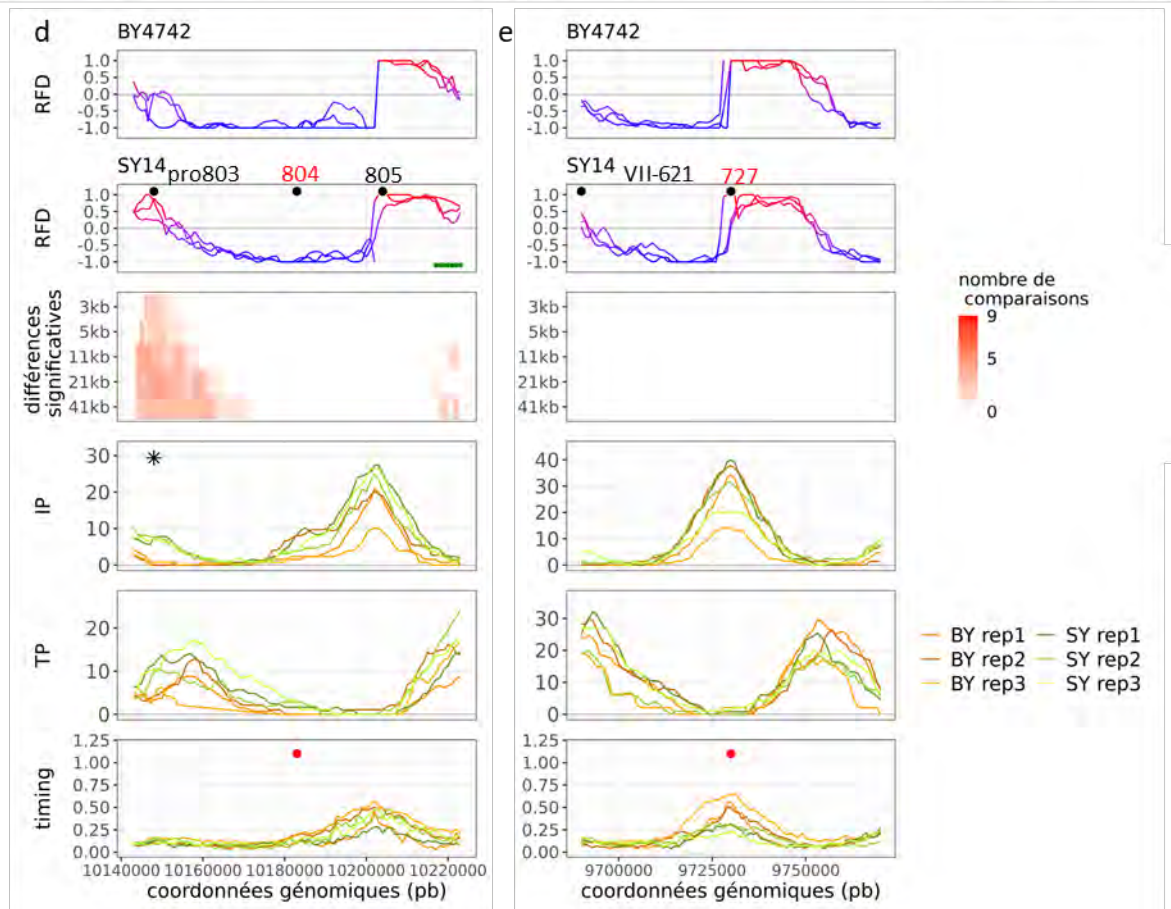 d
BY4742
RFD
1.0
0.5
0.0
-0.5
-1.0
SY14
pro803
804
805
RFD
1.0
0.5
0.0
-0.5
-1.0
différences
significatives
3kb
5kb
11kb
21kb
41kb
IP
30
20
10
0
TP
20
10
0
timing
1.25
1.00
0.75
0.50
0.25
0.00
10140000 10160000 10180000 10200000 10220000
coordonnées génomiques (pb)
e
BY4742
1.0
0.5
0.0
-0.5
-1.0
SY14
VII-621
727
1.0
0.5
0.0
-0.5
-1.0
3kb
5kb
11kb
21kb
41kb
40
30
20
10
0
30
20
10
0
1.25
1.00
0.75
0.50
0.25
0.00
9700000 9725000 9750000
coordonnées génomiques (pb)
nombre de
comparaisons
9
5
0
BY rep1 SY rep1
BY rep2 SY rep2
BY rep3 SY rep3